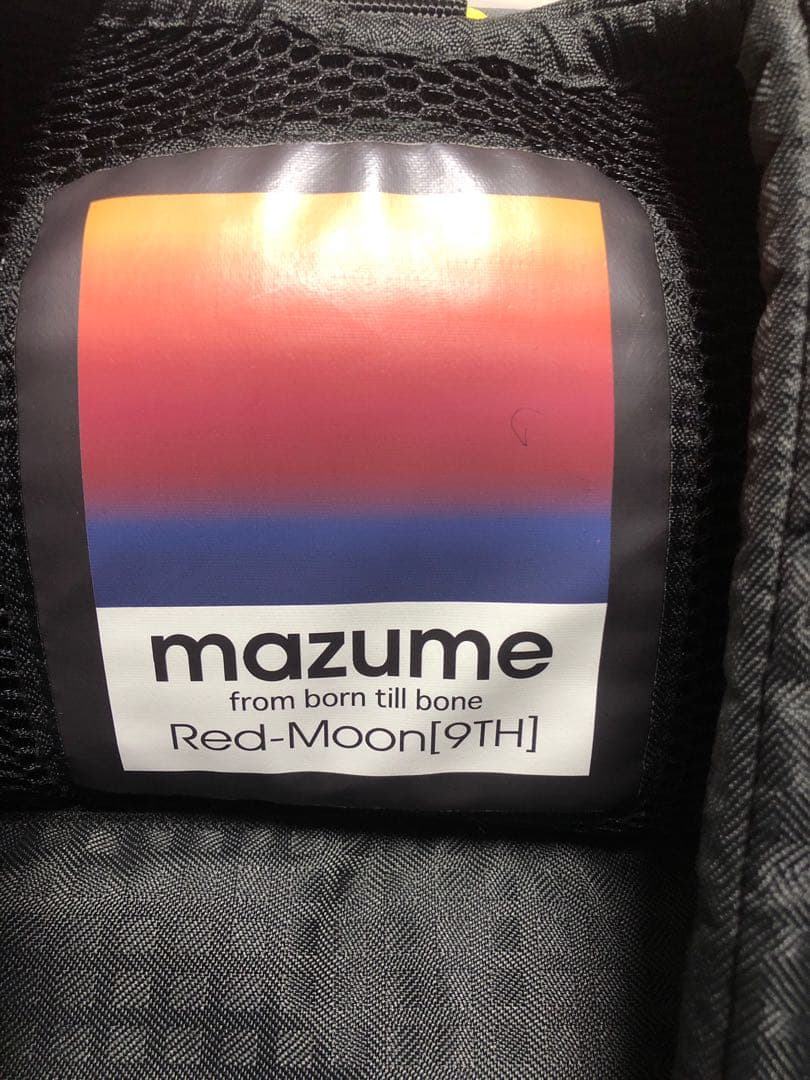 mazume
from born till bone
Red-Moon[9TH]